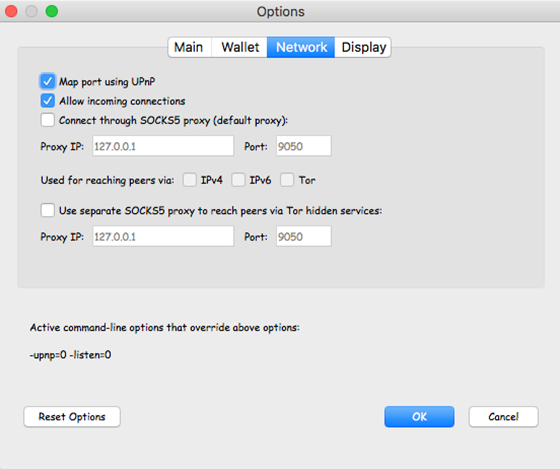 Options
Main Wallet Network Display
Map port using UPnP
Allow incoming connections
Connect through SOCKS5 proxy (default proxy):
Proxy IP: 127.0.0.1 Port: 9050
Used for reaching peers via: IPv4 IPv6 Tor
Use separate SOCKS5 proxy to reach peers via Tor hidden services:
Proxy IP: 127.0.0.1 Port: 9050
Active command-line options that override above options:
-upnp=0 -listen=0
Reset Options OK Cancel